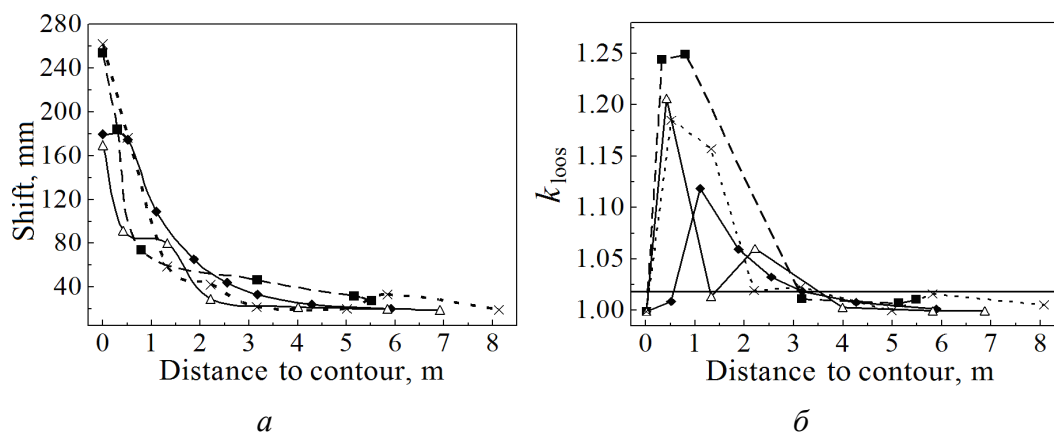 280
240
200
160
120
80
40
Shift, mm
0 1 2 3 4 5 6 7 8
Distance to contour, m
а
1.25
1.20
1.15
1.10
1.05
1.00
k loos
0 1 2 3 4 5 6 7 8
Distance to contour, m
б